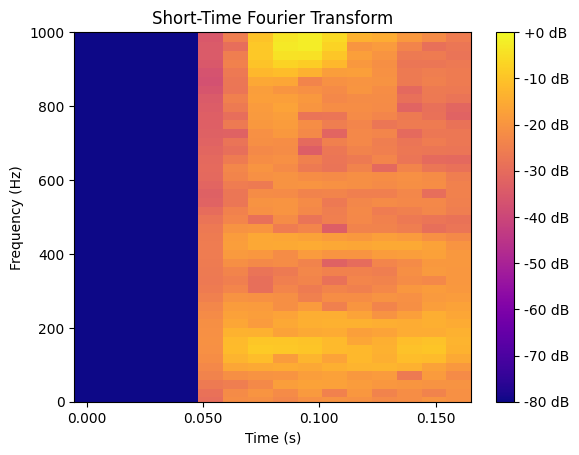 Short-Time Fourier Transform
Frequency (Hz)
1000
800
600
400
200
0
0.000
0.050
0.100
0.150
Time (s)
+0 dB
-10 dB
-20 dB
-30 dB
-40 dB
-50 dB
-60 dB
-70 dB
-80 dB